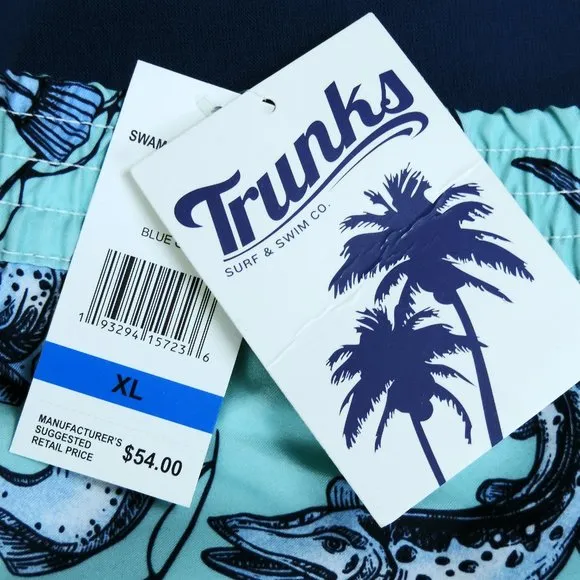 SWAM
BLUE
1 93294 15723 6
XL
MANUFACTURER'S
SUGGESTED
RETAIL PRICE
$54.00
Trunks
SURF & SWIM CO.